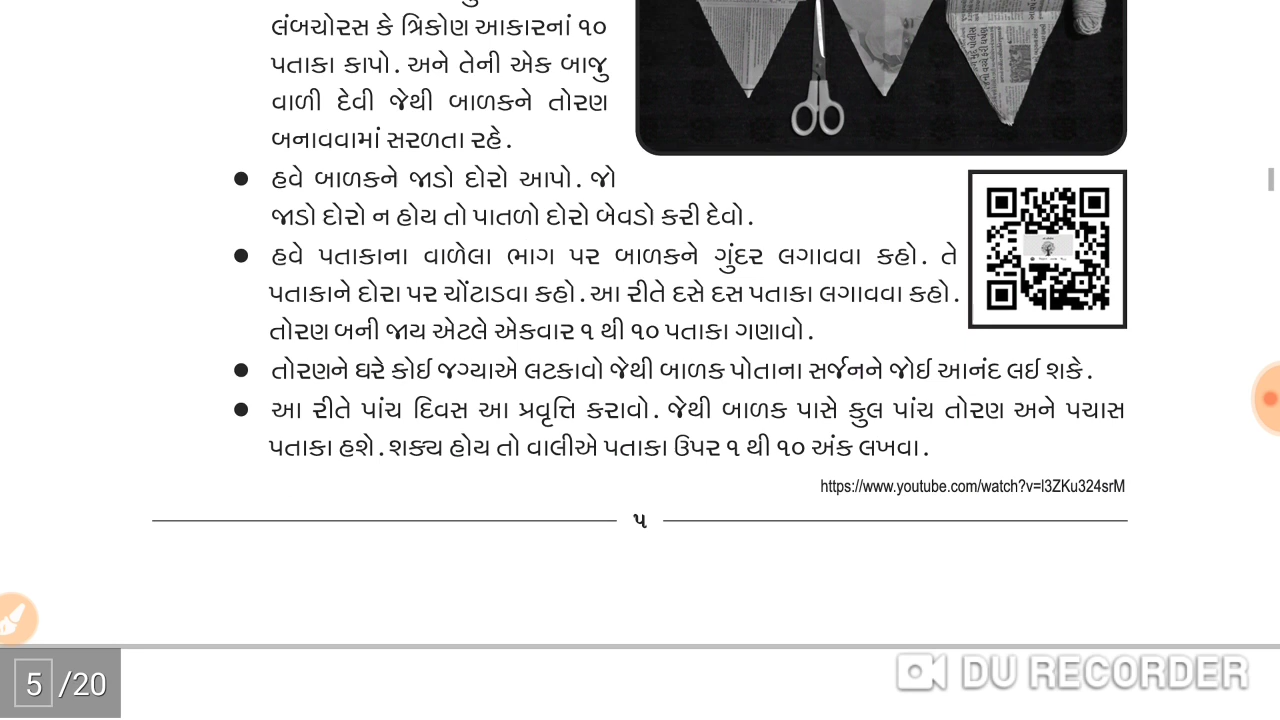 લંબચોરસ કે ત્રિકોણ આકારનાં ૧૦
પતાકા કાપો. અને તેની એક બાજુ
વાળી દેવી જેથી બાળકને તોરણ
બનાવવામાં સરળતા રહે.
● હવે બાળકને જાડો દોરો આપો. જો
જાડો દોરો ન હોય તો પાતળો દોરો બેવડો કરી દેવો.
● હવે પતાકાના વાળેલા ભાગ પર બાળકને ગુંદર લગાવવા કહો. તે
પતાકાને દોરા પર ચોંટાડવા કહો. આ રીતે દસે દસ પતાકા લગાવવા કહો.
તોરણ બની જાય એટલે એકવાર ૧ થી ૧૦ પતાકા ગણાવો.
● તોરણને ઘરે કોઈ જગ્યાએ લટકાવો જેથી બાળક પોતાના સર્જનને જોઈ આનંદ લઈ શકે.
● આ રીતે પાંચ દિવસ આ પ્રવૃત્તિ કરાવો. જેથી બાળક પાસે કુલ પાંચ તોરણ અને પચાસ
પતાકા હશે. શક્ય હોય તો વાલીએ પતાકા ઉપર ૧ થી ૧૦ અંક લખવા.
https://www.youtube.com/watch?v=l3ZKu324srM
૫
5 /20
DU RECORDER